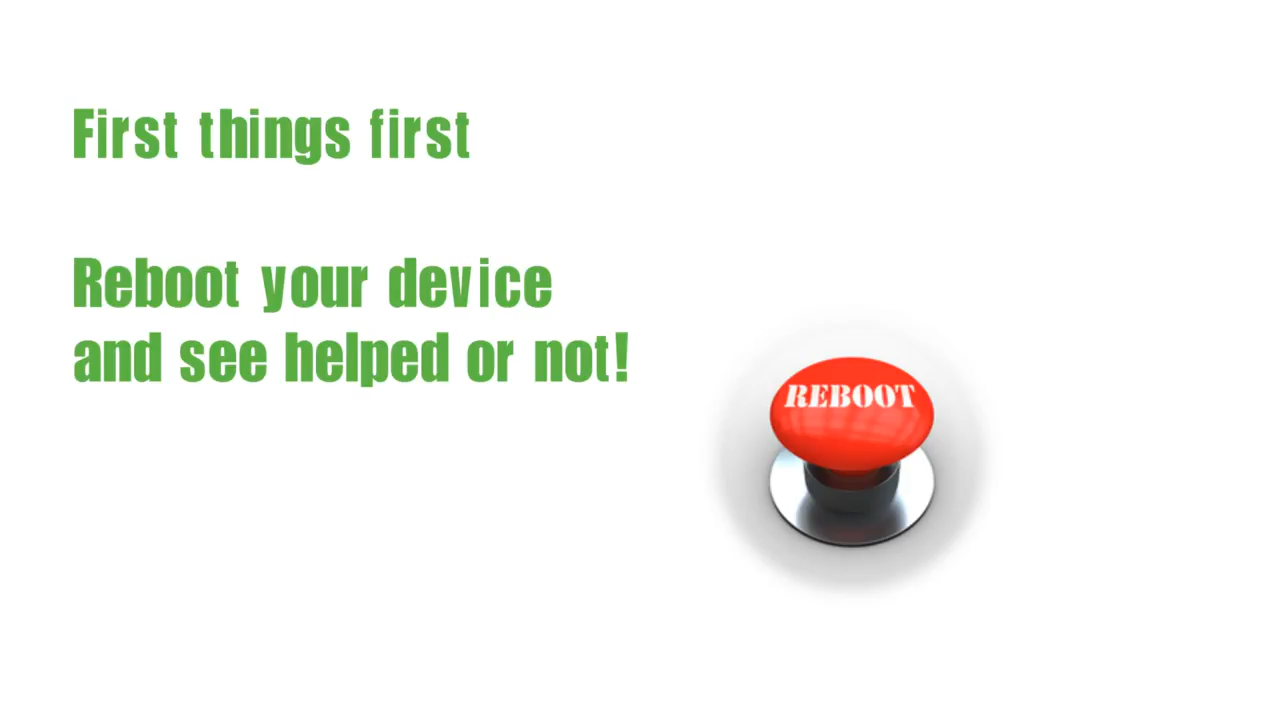 First things first
Reboot your device
and see helped or not!
REBOOT